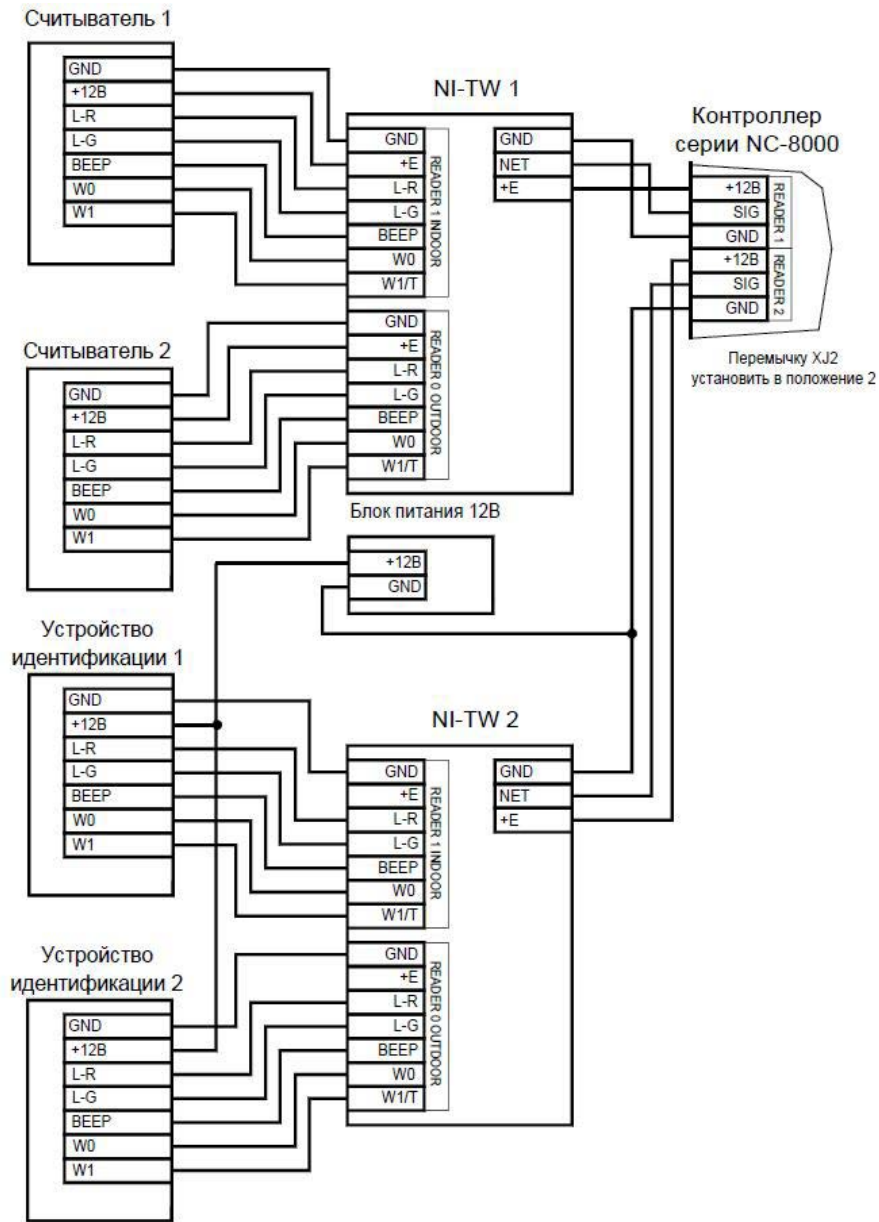 Считыватель 1
GND
+12В
L-R
L-G
BEEP
W0
W1
NI-TW 1
GND
+E
L-R
L-G
BEEP
W0
W1/T
READER 1 INDOOR
GND
NET
+E
Контроллер
серии NC-8000
+12В
SIG
GND
READER 1
+12В
SIG
GND
READER 2
Перемычку XJ2
установить в положение 2
GND
+E
L-R
L-G
BEEP
W0
W1/T
READER 0 OUTDOOR
Считыватель 2
GND
+12В
L-R
L-G
BEEP
W0
W1
Блок питания 12В
+12В
GND
Устройство
идентификации 1
GND
+12В
L-R
L-G
BEEP
W0
W1
NI-TW 2
GND
+E
L-R
L-G
BEEP
W0
W1/T
READER 1 INDOOR
GND
NET
+E
GND
+E
L-R
L-G
BEEP
W0
W1/T
READER 0 OUTDOOR
Устройство
идентификации 2
GND
+12В
L-R
L-G
BEEP
W0
W1